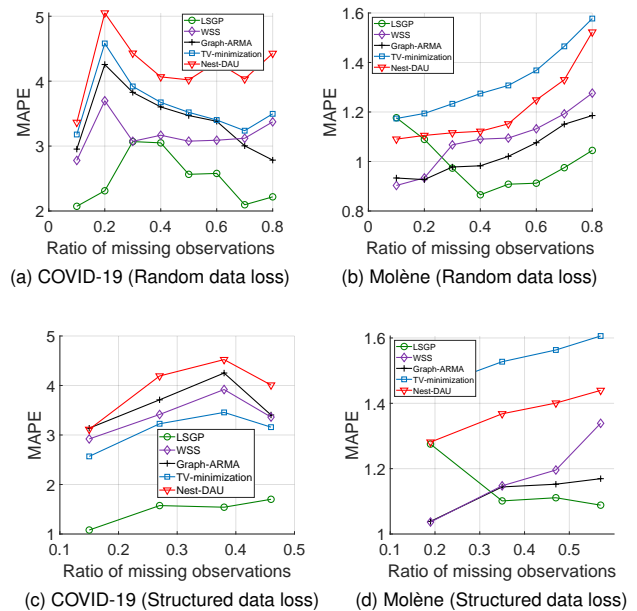 5
4
3
2
MAPE
0
0.2
0.4
0.6
0.8
Ratio of missing observations
LSGP
WSS
Graph-ARMA
TV-minimization
Nest-DAU
(a) COVID-19 (Random data loss)
1.6
1.4
1.2
1
0.8
MAPE
0
0.2
0.4
0.6
0.8
Ratio of missing observations
LSGP
WSS
Graph-ARMA
TV-minimization
Nest-DAU
(b) Molène (Random data loss)
5
4
3
2
1
MAPE
0.1
0.2
0.3
0.4
0.5
Ratio of missing observations
LSGP
WSS
Graph-ARMA
TV-minimization
Nest-DAU
(c) COVID-19 (Structured data loss)
1.6
1.4
1.2
1
MAPE
0.1
0.2
0.3
0.4
0.5
Ratio of missing observations
LSGP
WSS
Graph-ARMA
TV-minimization
Nest-DAU
(d) Molène (Structured data loss)